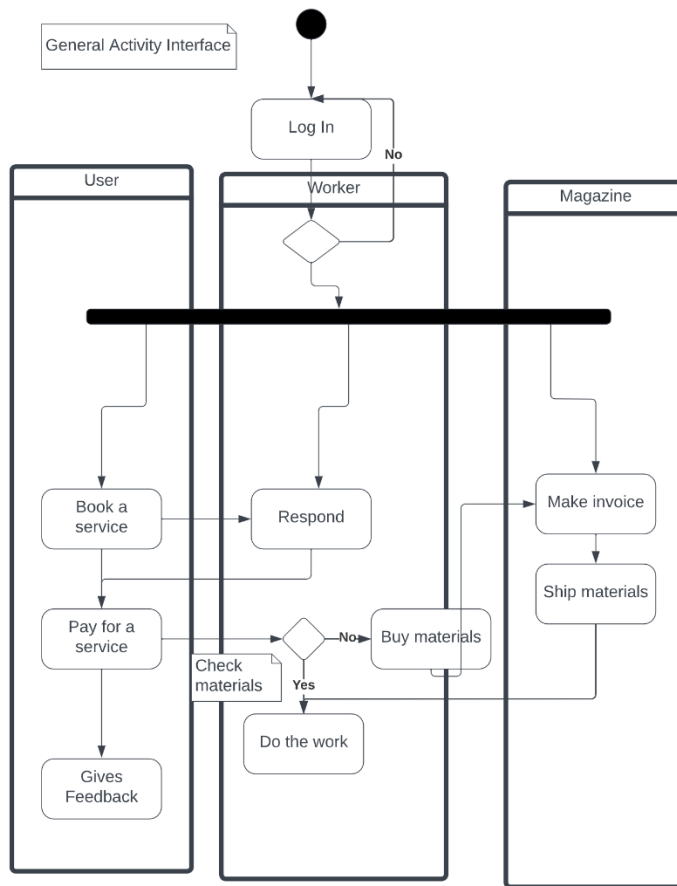 General Activity Interface
Log In
No
User
Worker
Magazine
Book a
service
Respond
Make invoice
Ship materials
Pay for a
service
No
Buy materials
Check
materials
Yes
Do the work
Gives
Feedback